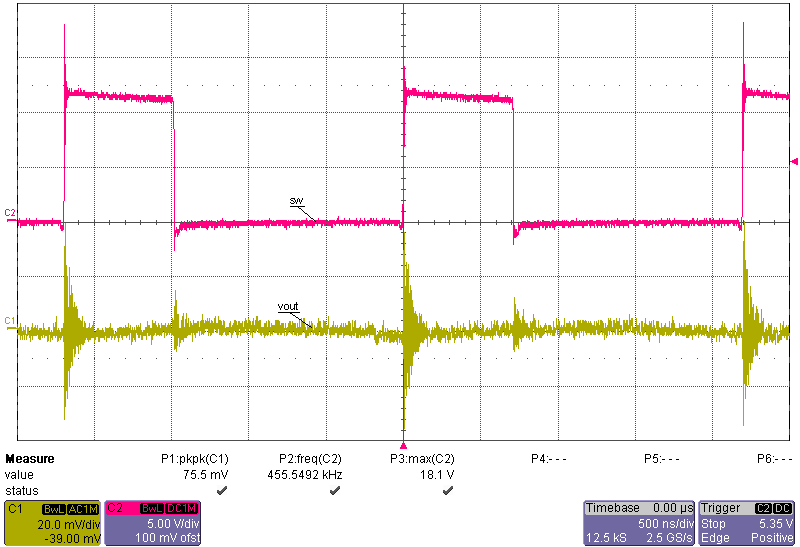 C2
sw
C1
vout
Measure P1:pkpk(C1) P2:freq(C2) P3:max(C2) P4:- - - P5:- - - P6:- - -
value 75.5 mV 455.5492 kHz 18.1 V
status ✔ ✔ ✔
C1 BwL AC1M C2 BwL DC1M Timebase 0.00 µs Trigger C2 DC
20.0 mV/div 5.00 V/div 500 ns/div Stop 5.35 V
-39.00 mV 100 mV ofst 12.5 kS 2.5 GS/s Edge Positive